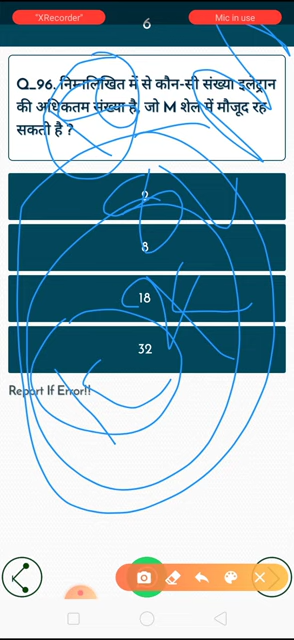 "XRecorder"
6
Mic in use
Q_96. निम्नलिखित में से कौन-सी संख्या इलेट्रान
की अधिकतम संख्या है, जो M शेल में मौजूद रह
सकती है ?
2
8
18
32
Report If Error!!